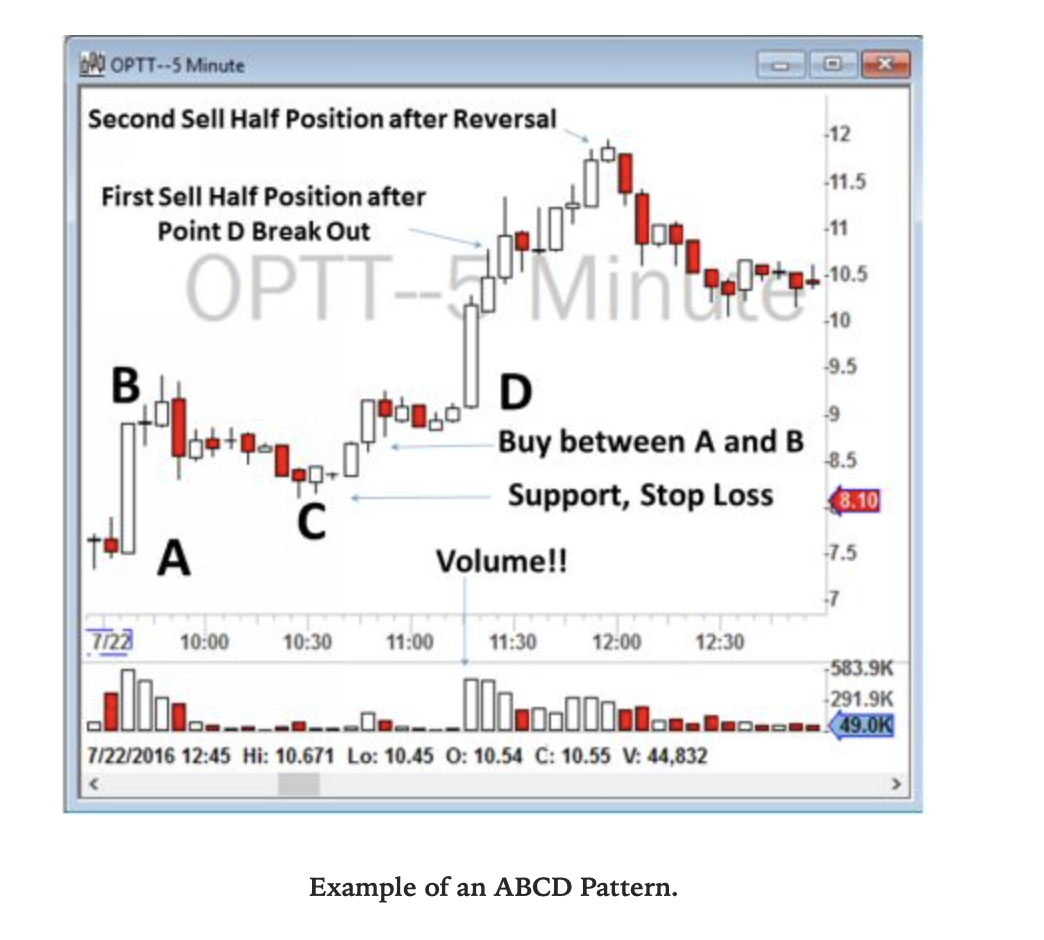 OPTT--5 Minute
Second Sell Half Position after Reversal
First Sell Half Position after
Point D Break Out
OPTT--5 Minute
B
D
Buy between A and B
Support, Stop Loss
C
A
Volume!!
12
11.5
11
10.5
10
9.5
9
8.5
8.10
7.5
7
7/22 10:00 10:30 11:00 11:30 12:00 12:30
583.9K
291.9K
49.0K
7/22/2016 12:45 Hi: 10.671 Lo: 10.45 O: 10.54 C: 10.55 V: 44,832
Example of an ABCD Pattern.